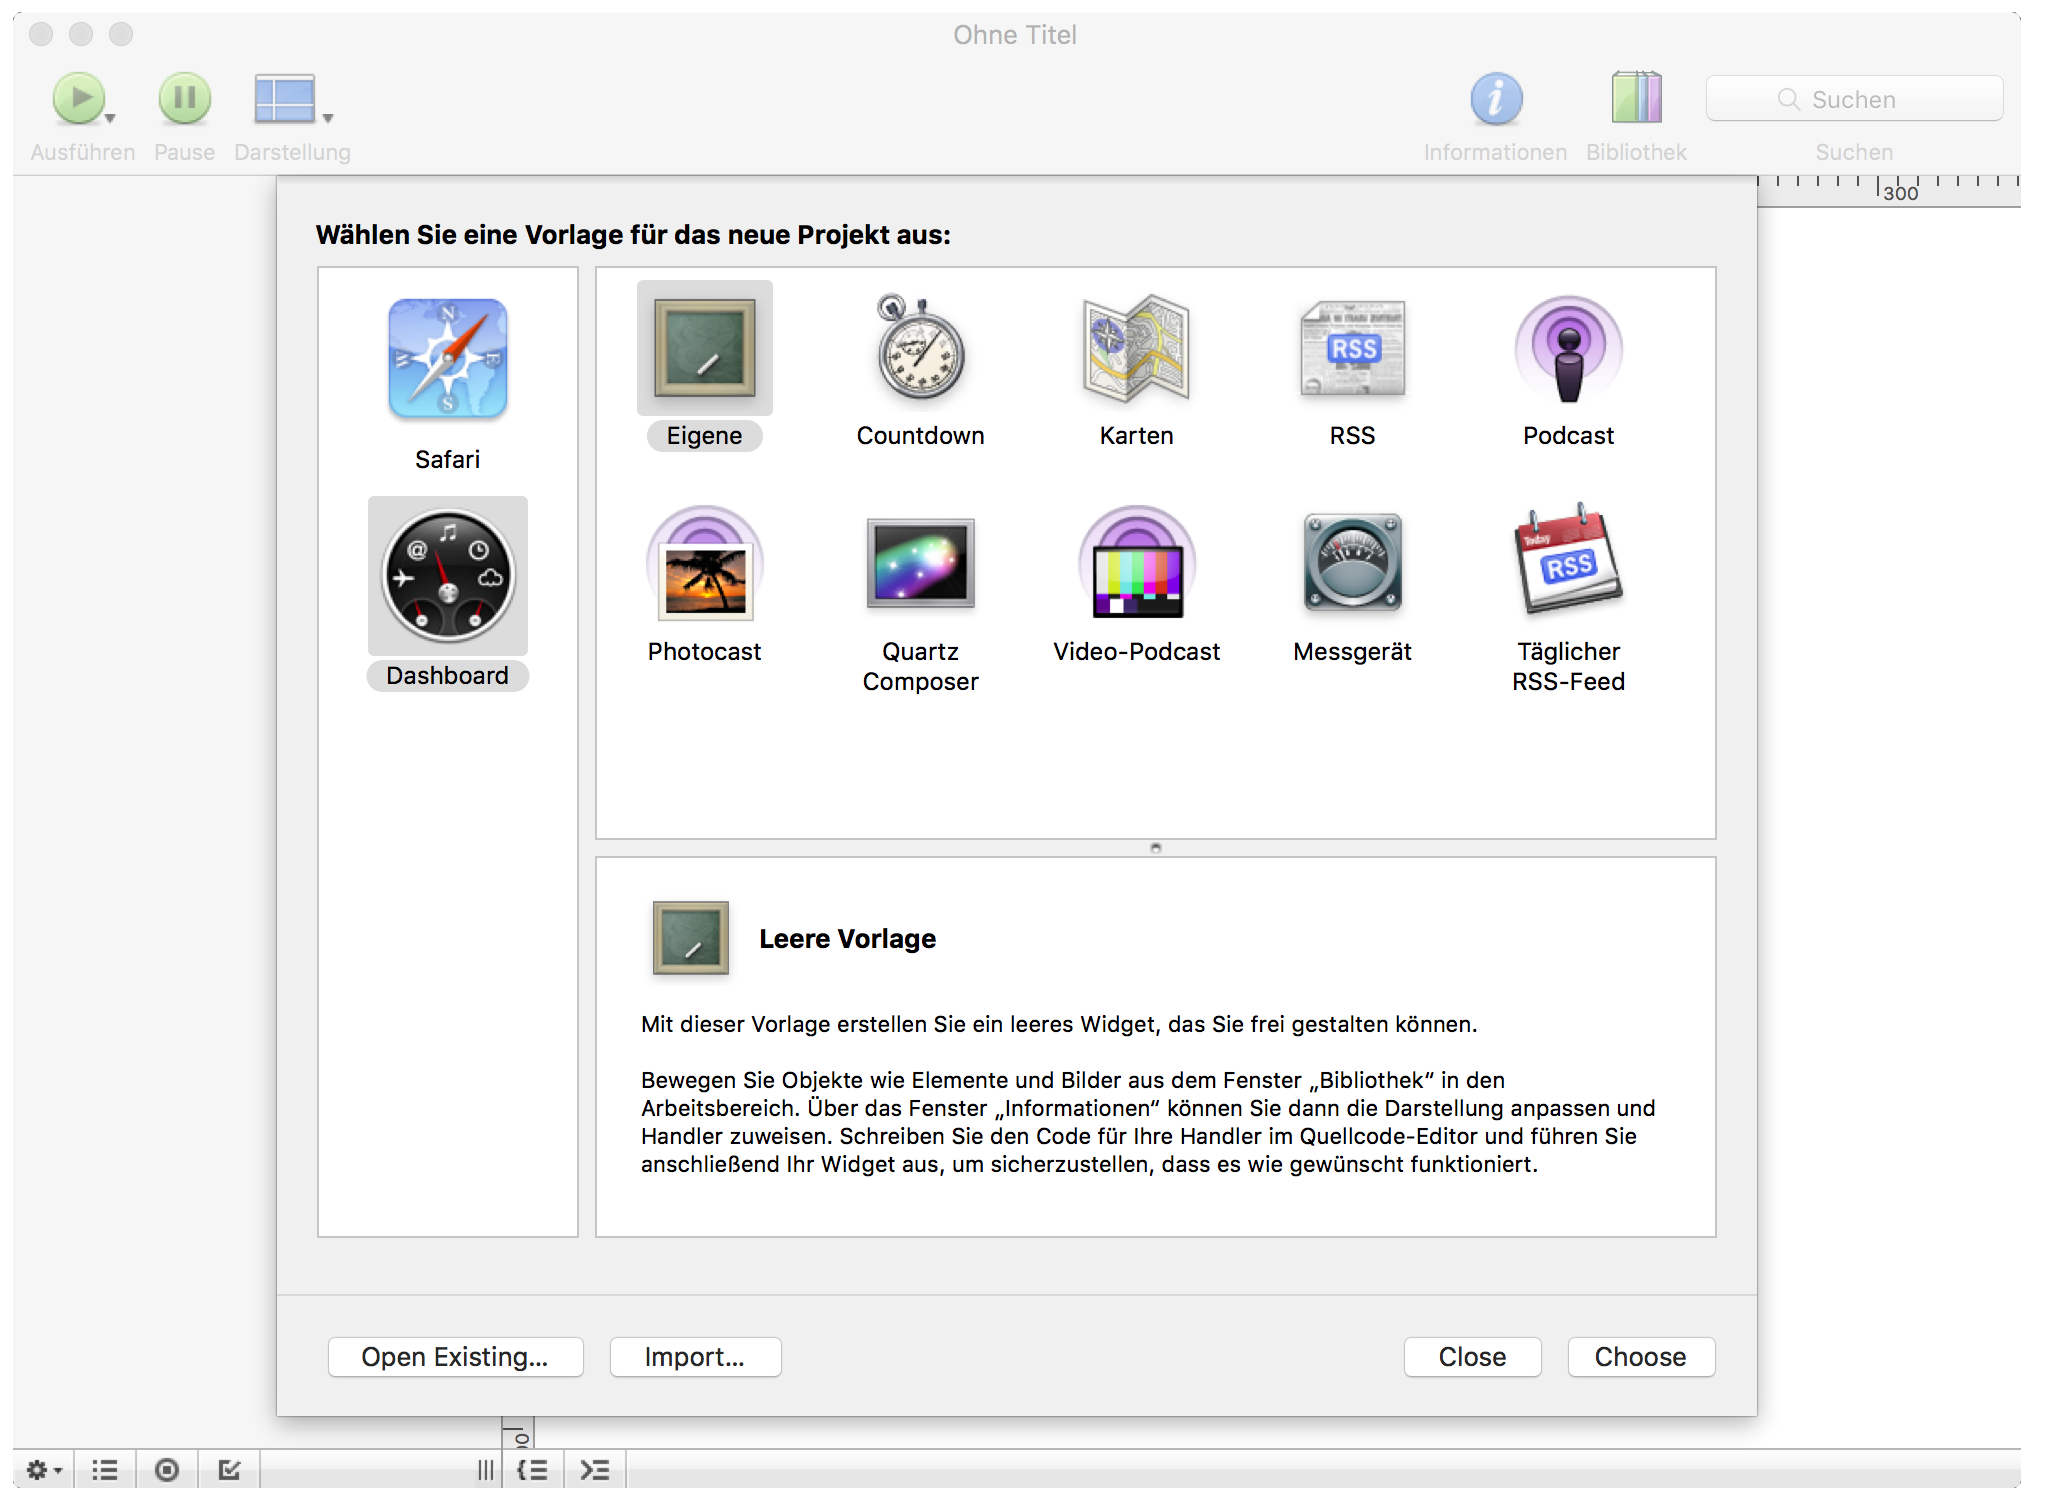 Ohne Titel
Ausführen Pause Darstellung
Informationen Bibliothek
Suchen
Suchen
300
Wählen Sie eine Vorlage für das neue Projekt aus:
Safari
Dashboard
Eigene
Countdown
Karten
RSS
RSS
Podcast
Photocast
Quartz
Composer
Video-Podcast
Messgerät
Today
RSS
Täglicher
RSS-Feed
Leere Vorlage
Mit dieser Vorlage erstellen Sie ein leeres Widget, das Sie frei gestalten können.
Bewegen Sie Objekte wie Elemente und Bilder aus dem Fenster „Bibliothek“ in den
Arbeitsbereich. Über das Fenster „Informationen“ können Sie dann die Darstellung anpassen und
Handler zuweisen. Schreiben Sie den Code für Ihre Handler im Quellcode-Editor und führen Sie
anschließend Ihr Widget aus, um sicherzustellen, dass es wie gewünscht funktioniert.
Open Existing...
Import...
Close
Choose